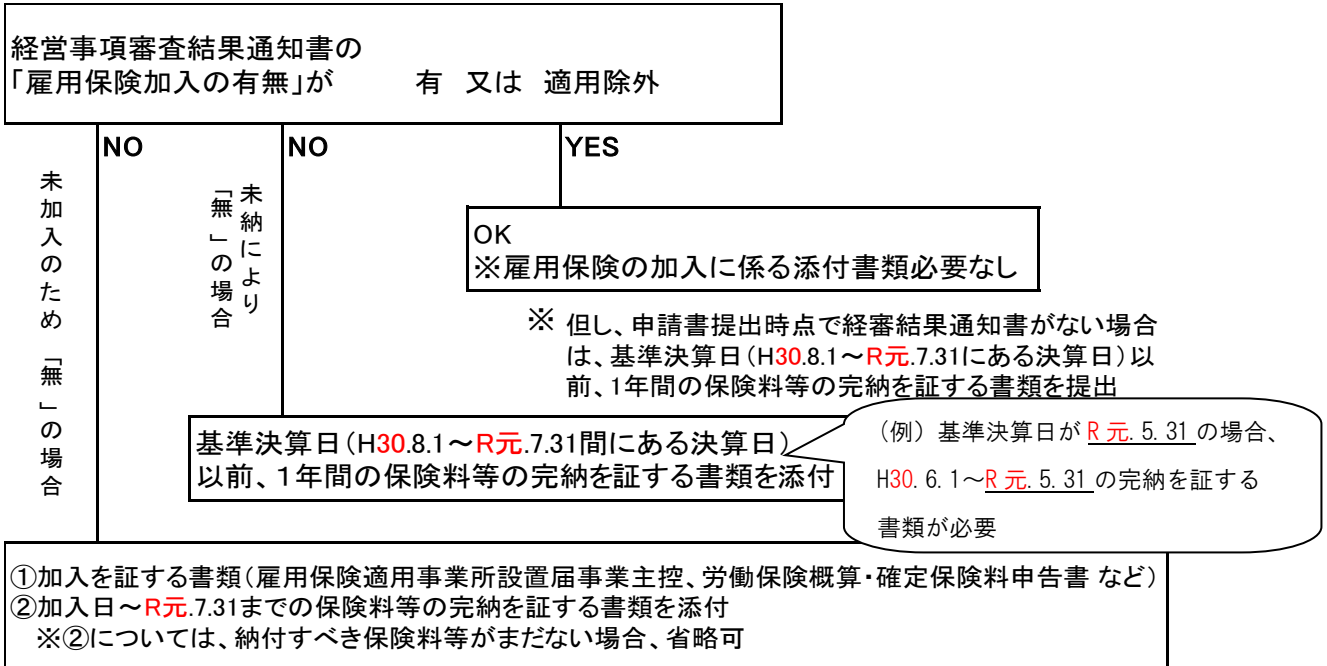 経営事項審査結果通知書の
「雇用保険加入の有無」が　　有　又は　適用除外
NO
NO
YES
未加入のため「無」の場合
未納により
「無」の場合
OK
※雇用保険の加入に係る添付書類必要なし
※ 但し、申請書提出時点で経審結果通知書がない場合
は、基準決算日（H30.8.1～R元.7.31にある決算日）以
前、1年間の保険料等の完納を証する書類を提出
基準決算日（H30.8.1～R元.7.31間にある決算日）
以前、１年間の保険料等の完納を証する書類を添付
（例）基準決算日が R元.5.31 の場合、
H30.6.1～R元.5.31 の完納を証する
書類が必要
①加入を証する書類（雇用保険適用事業所設置届事業主控、労働保険概算・確定保険料申告書 など）
②加入日～R元.7.31までの保険料等の完納を証する書類を添付
※②については、納付すべき保険料等がまだない場合、省略可